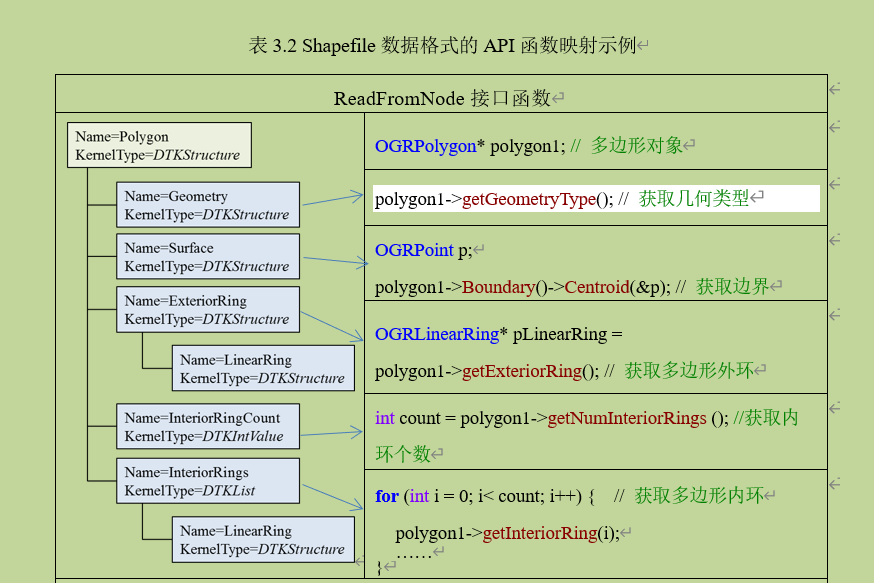 表 3.2 Shapefile 数据格式的 API 函数映射示例
ReadFromNode 接口函数
Name=Polygon
KernelType=DTKStructure
Name=Geometry
KernelType=DTKStructure
Name=Surface
KernelType=DTKStructure
Name=ExteriorRing
KernelType=DTKStructure
Name=LinearRing
KernelType=DTKStructure
Name=InteriorRingCount
KernelType=DTKIntValue
Name=InteriorRings
KernelType=DTKList
Name=LinearRing
KernelType=DTKStructure
OGRPolygon* polygon1; // 多边形对象
polygon1->getGeometryType(); // 获取几何类型
OGRPoint p;
polygon1->Boundary()->Centroid(&p); // 获取边界
OGRLinearRing* pLinearRing =
polygon1->getExteriorRing(); // 获取多边形外环
int count = polygon1->getNumInteriorRings (); //获取内
环个数
for (int i = 0; i< count; i++) { // 获取多边形内环
polygon1->getInteriorRing(i);
……
}